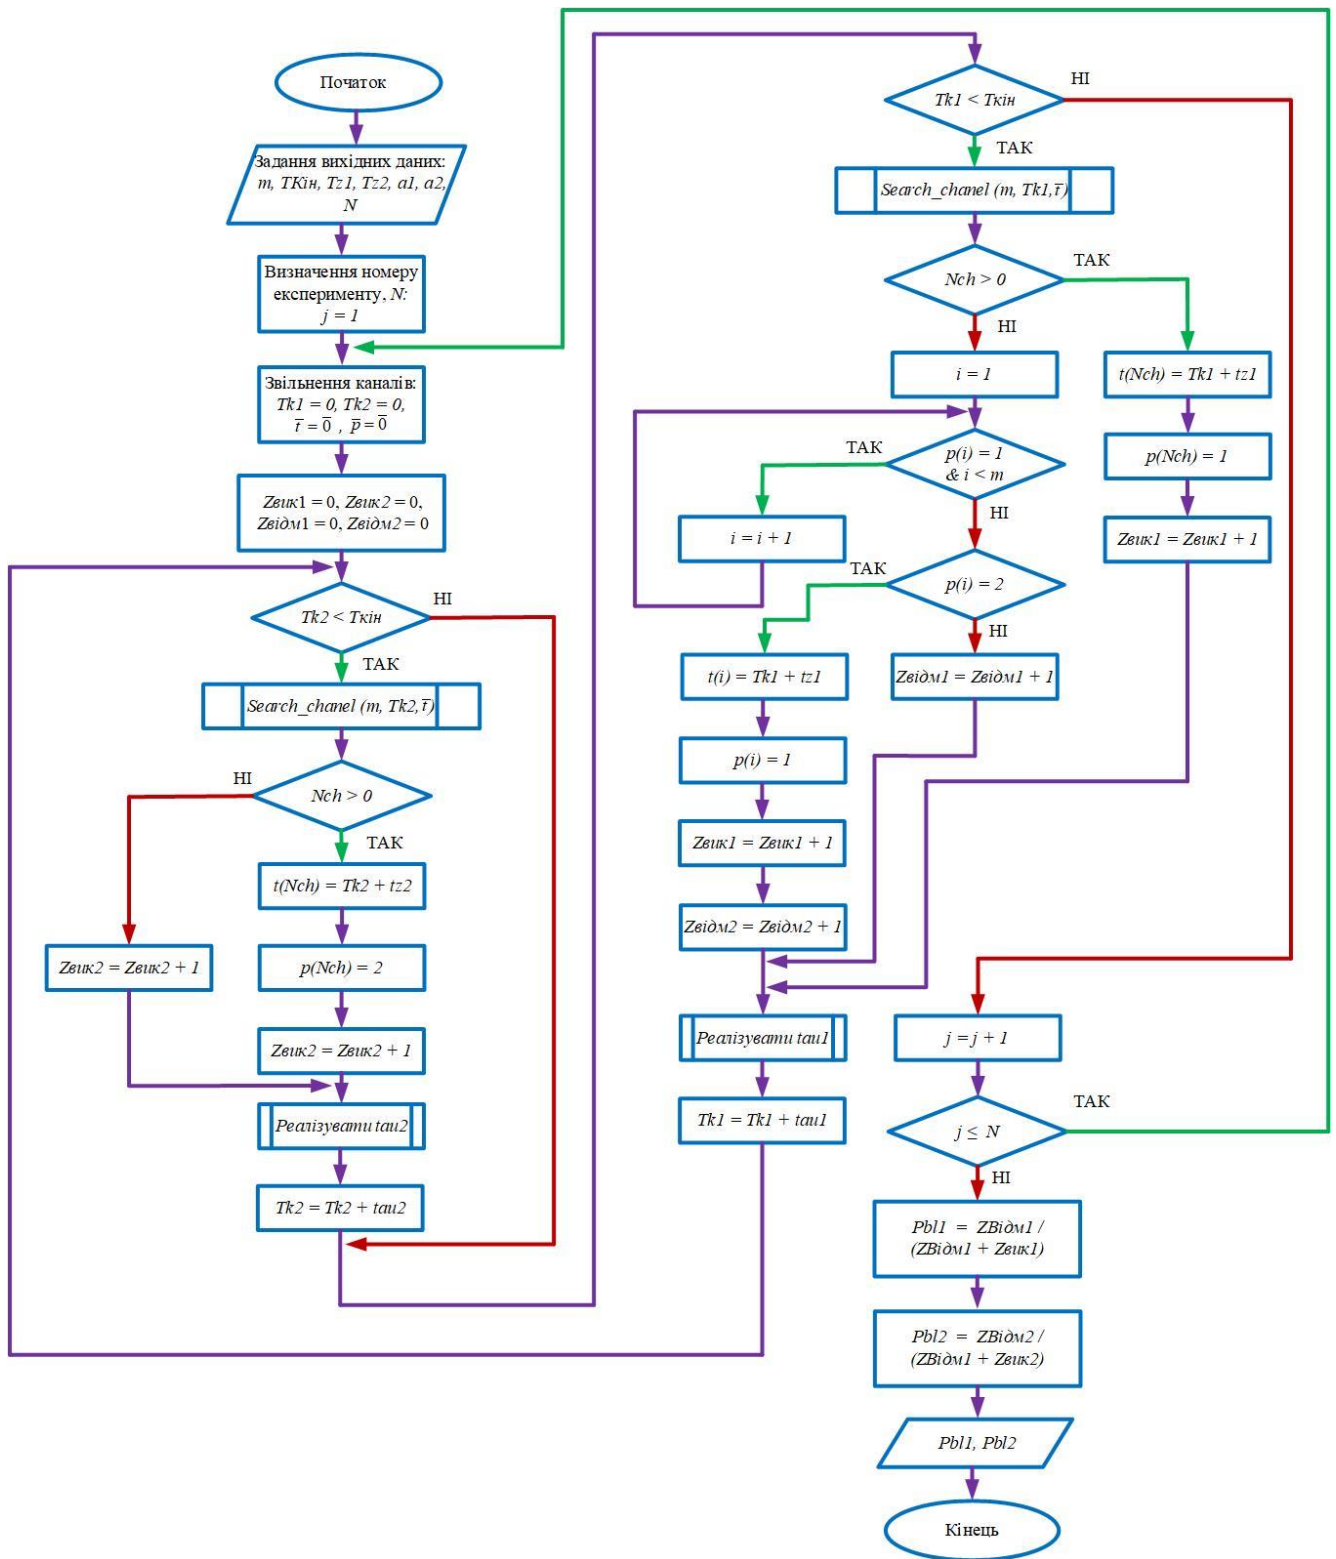 Початок
Задання вихідних даних:
m, TКін, Tz1, Tz2, a1, a2,
N
Визначення номеру
експерименту, N:
j = 1
Звільнення каналів:
Tk1 = 0, Tk2 = 0,
t̅ = 0̅ , p̅ = 0̅
Zвик1 = 0, Zвик2 = 0,
Zвідм1 = 0, Zвідм2 = 0
Tk2 < Tкін
НІ
ТАК
Search_chanel (m, Tk2,t̅)
НІ
Nch > 0
ТАК
t(Nch) = Tk2 + tz2
Zвик2 = Zвик2 + 1
p(Nch) = 2
Zвик2 = Zвик2 + 1
Реалізувати tau2
Tk2 = Tk2 + tau2
Tk1 < Tкін
НІ
ТАК
Search_chanel (m, Tk1,t̅)
Nch > 0
ТАК
НІ
i = 1
t(Nch) = Tk1 + tz1
ТАК
p(i) = 1
& i < m
p(Nch) = 1
НІ
i = i + 1
Zвик1 = Zвик1 + 1
ТАК
p(i) = 2
НІ
t(i) = Tk1 + tz1
Zвідм1 = Zвідм1 + 1
p(i) = 1
Zвик1 = Zвик1 + 1
Zвідм2 = Zвідм2 + 1
Реалізувати tau1
Tk1 = Tk1 + tau1
j = j + 1
ТАК
j ≤ N
НІ
Pbl1 = ZВідм1 /
(ZВідм1 + Zвик1)
Pbl2 = ZВідм2 /
(ZВідм1 + Zвик2)
Pbl1, Pbl2
Кінець